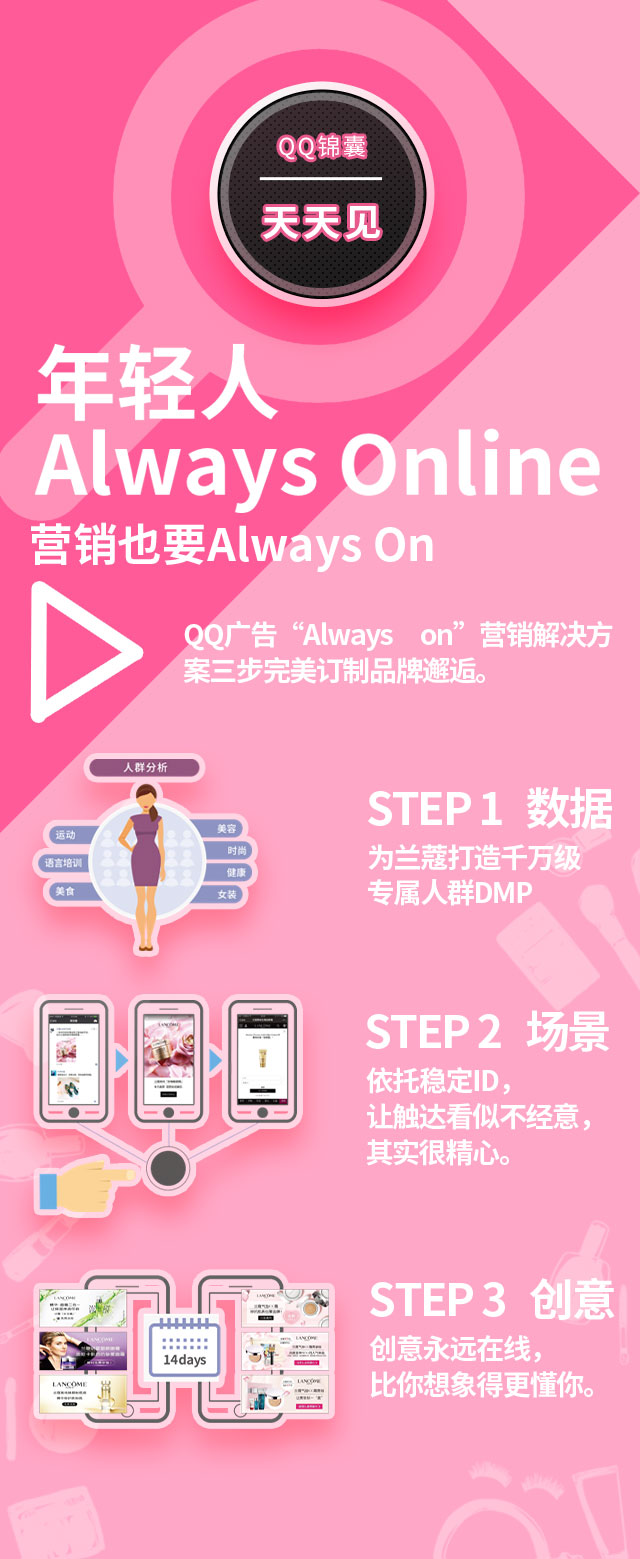 QQ锦囊
天天见
年轻人
Always Online
营销也要Always On
QQ广告“Always on”营销解决方
案三步完美订制品牌邂逅。
人群分析
运动
语言培训
美食
美容
时尚
健康
女装
STEP 1 数据
为兰蔻打造千万级
专属人群DMP
STEP 2 场景
依托稳定ID，
让触达看似不经意，
其实很精心。
LANCOME
STEP 3 创意
创意永远在线，
比你想象得更懂你。
14days
LANCOME
LANCOME
LANCOME